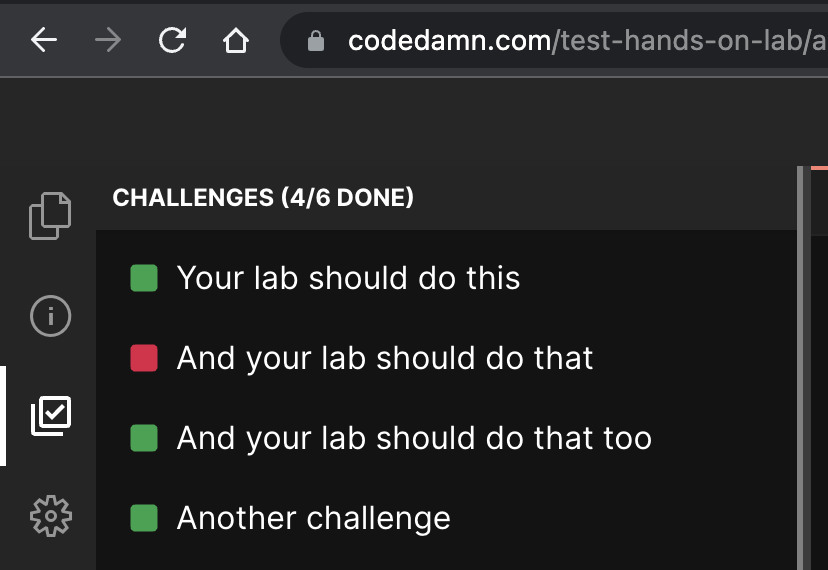 codedamn.com/test-hands-on-lab/a
CHALLENGES (4/6 DONE)
Your lab should do this
And your lab should do that
And your lab should do that too
Another challenge